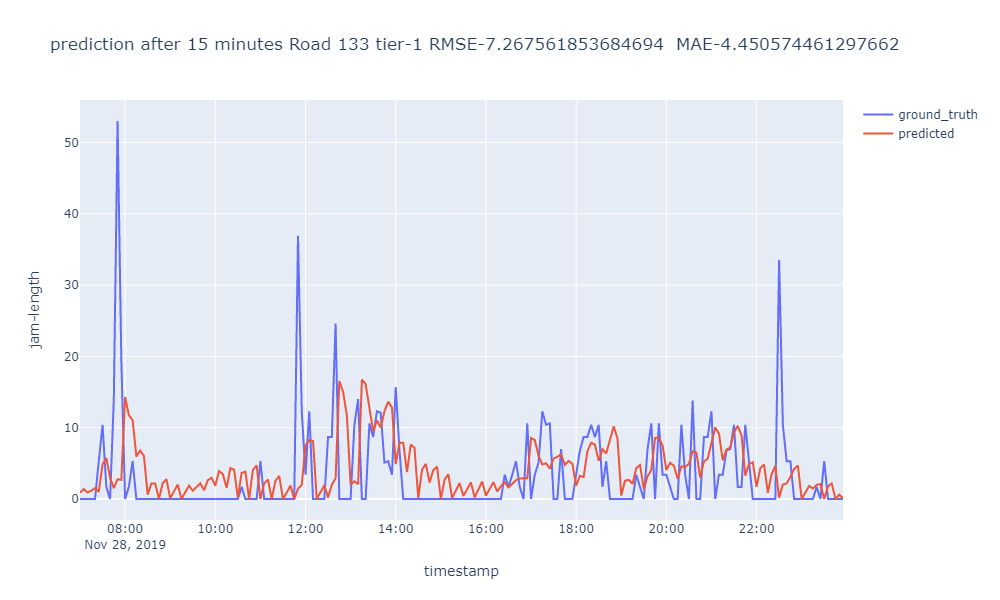 prediction after 15 minutes Road 133 tier-1 RMSE-7.267561853684694  MAE-4.450574461297662
ground_truth
predicted
50
40
30
20
10
0
jam-length
08:00 10:00 12:00 14:00 16:00 18:00 20:00 22:00
Nov 28, 2019
timestamp